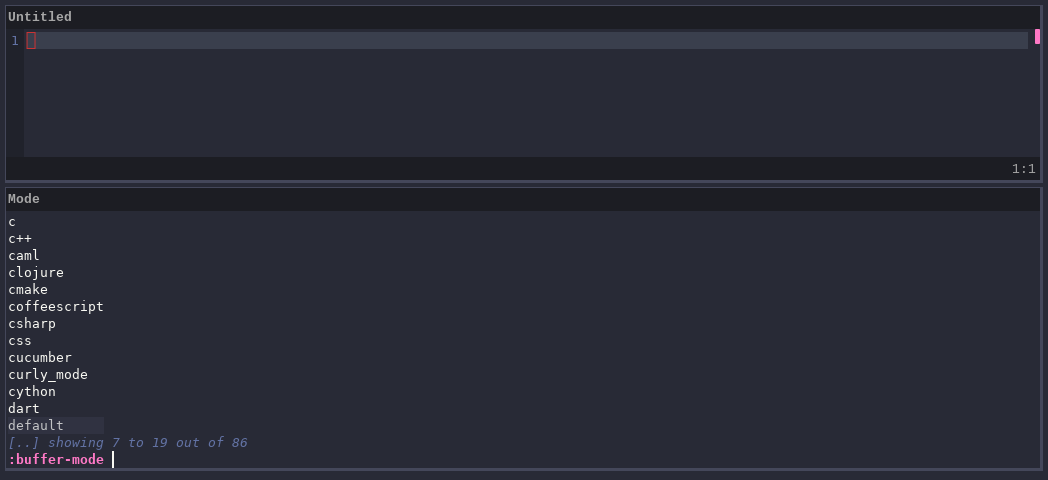 Untitled
1
1:1
Mode
c
c++
caml
clojure
cmake
coffeescript
csharp
css
cucumber
curly_mode
cython
dart
default
[..] showing 7 to 19 out of 86
:buffer-mode